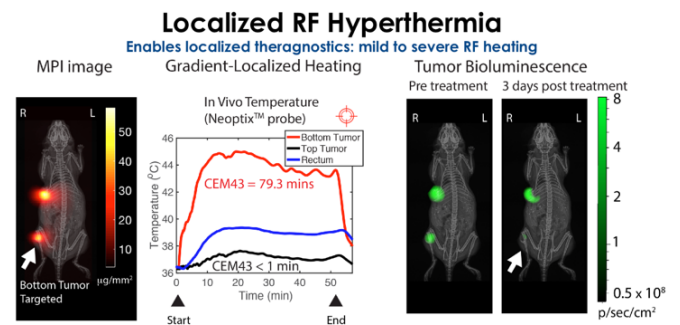 Localized RF Hyperthermia
Enables localized theragnostics: mild to severe RF heating
MPI image
R
L
50
40
30
20
10
µg/mm²
Bottom Tumor
Targeted
Gradient-Localized Heating
In Vivo Temperature
(Neoptix™ probe)
Bottom Tumor
Top Tumor
Rectum
Temperature (°C)
46
44
42
40
38
36
CEM43 = 79.3 mins
CEM43 < 1 min
0
10
20
30
40
50
Time (min)
Start
End
Tumor Bioluminescence
Pre treatment
3 days post treatment
R
L
R
L
8
4
2
1
0.5 x 10⁸
p/sec/cm²